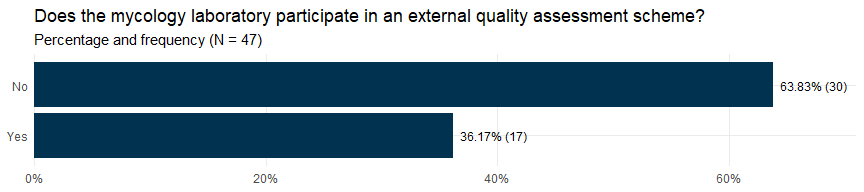 Does the mycology laboratory participate in an external quality assessment scheme?
Percentage and frequency (N = 47)
No 63.83% (30)
Yes 36.17% (17)
0% 20% 40% 60%